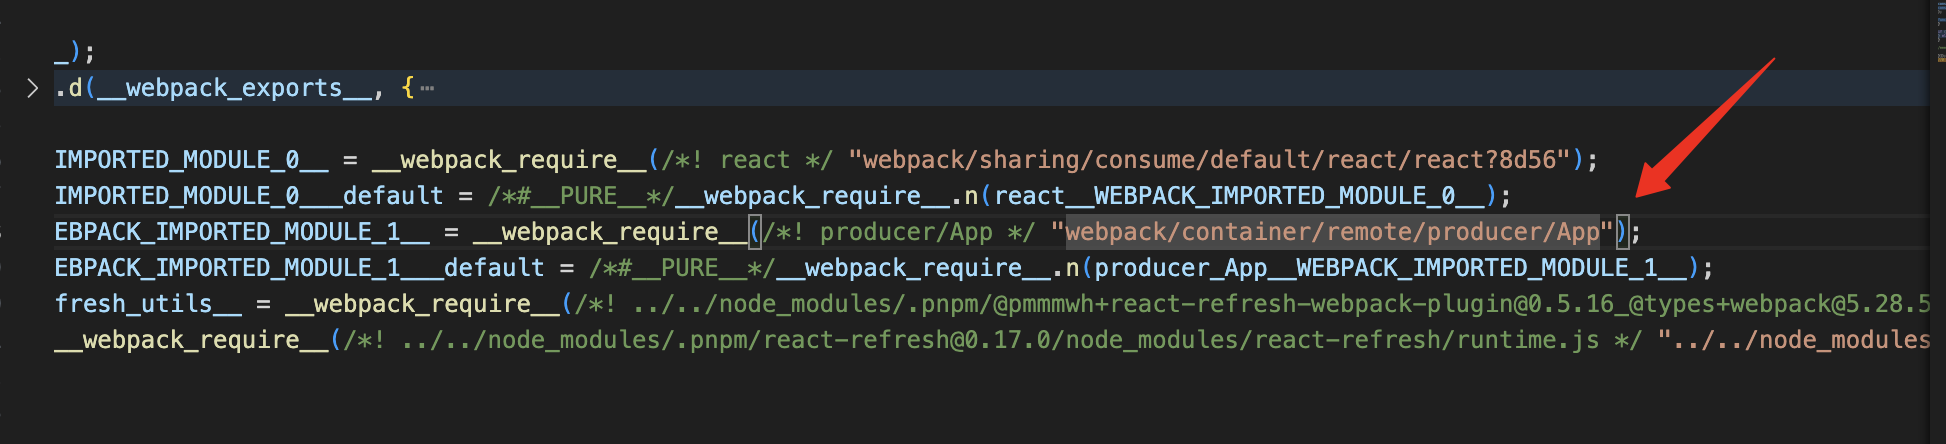 _);
.d(__webpack_exports__, {…
IMPORTED_MODULE_0__ = __webpack_require__(/*! react */ "webpack/sharing/consume/default/react/react?8d56");
IMPORTED_MODULE_0___default = /*#__PURE__*/__webpack_require__.n(react__WEBPACK_IMPORTED_MODULE_0__);
EBPACK_IMPORTED_MODULE_1__ = __webpack_require__(/*! producer/App */ "webpack/container/remote/producer/App");
EBPACK_IMPORTED_MODULE_1___default = /*#__PURE__*/__webpack_require__.n(producer_App__WEBPACK_IMPORTED_MODULE_1__);
fresh_utils__ = __webpack_require__(/*! ../../node_modules/.pnpm/@pmmmwh+react-refresh-webpack-plugin@0.5.16_@types+webpack@5.28.5
__webpack_require__(/*! ../../node_modules/.pnpm/react-refresh@0.17.0/node_modules/react-refresh/runtime.js */ "../../node_modules